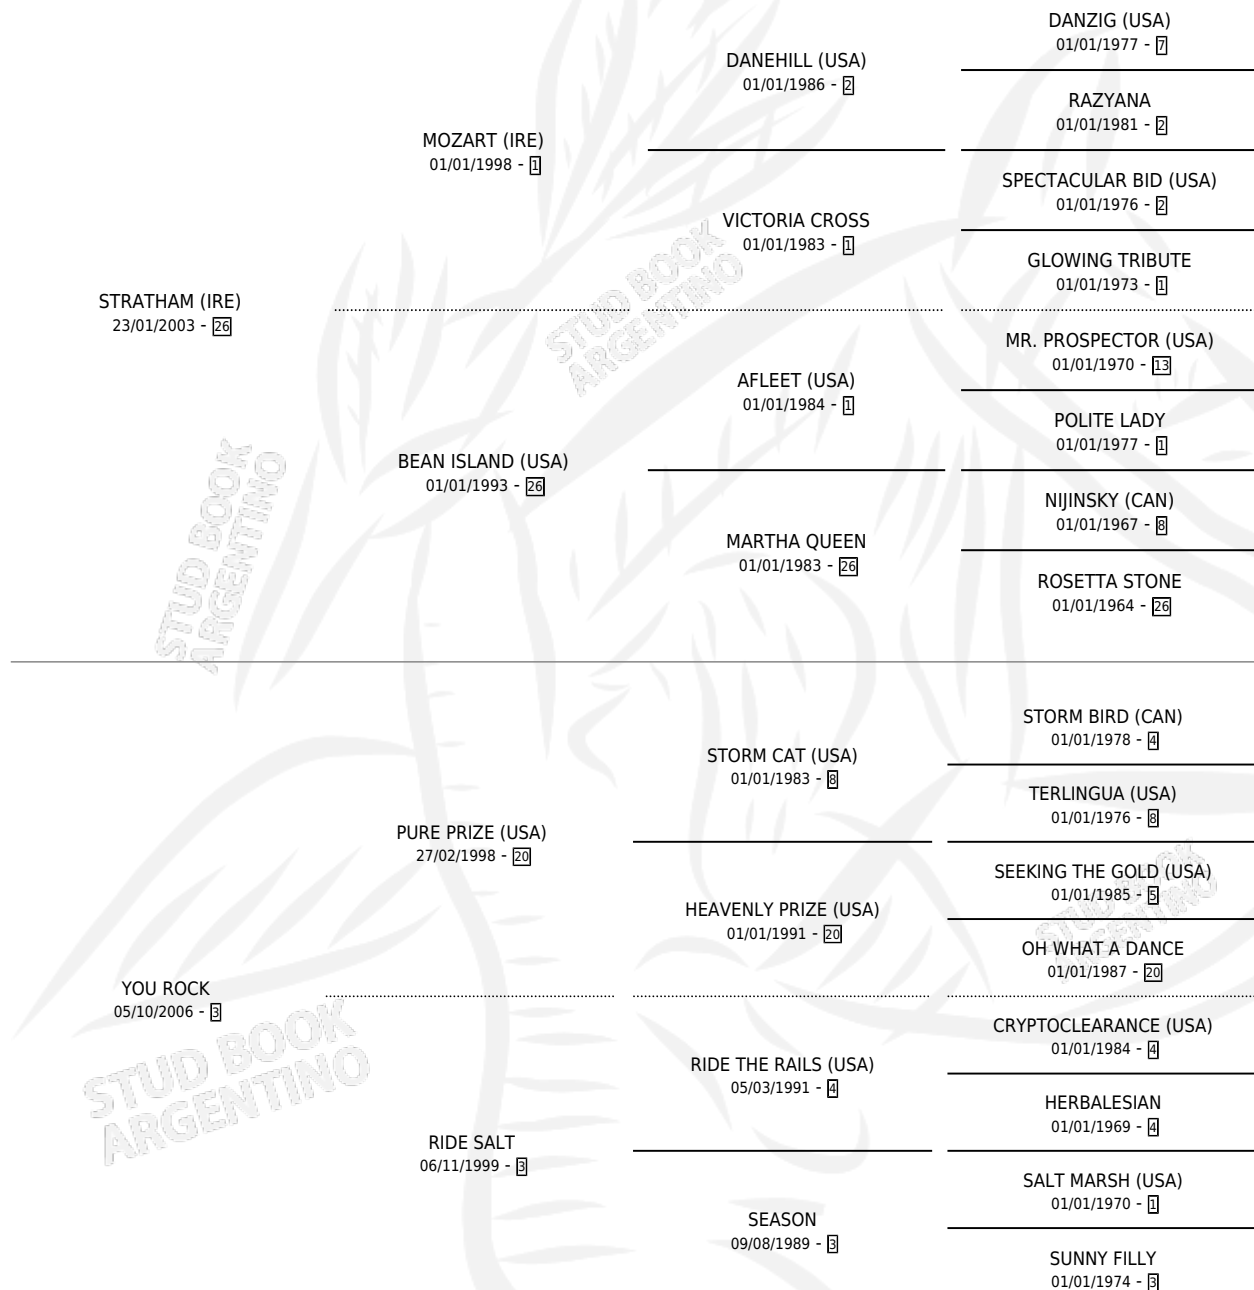 DANZIG (USA)
01/01/1977 - 7
DANEHILL (USA)
01/01/1986 - 2
RAZYANA
01/01/1981 - 2
MOZART (IRE)
01/01/1998 - 1
SPECTACULAR BID (USA)
01/01/1976 - 2
VICTORIA CROSS
01/01/1983 - 1
GLOWING TRIBUTE
01/01/1973 - 1
STRATHAM (IRE)
23/01/2003 - 26
MR. PROSPECTOR (USA)
01/01/1970 - 13
AFLEET (USA)
01/01/1984 - 1
POLITE LADY
01/01/1977 - 1
BEAN ISLAND (USA)
01/01/1993 - 26
NIJINSKY (CAN)
01/01/1967 - 8
MARTHA QUEEN
01/01/1983 - 26
ROSETTA STONE
01/01/1964 - 26
STORM BIRD (CAN)
01/01/1978 - 4
STORM CAT (USA)
01/01/1983 - 8
TERLINGUA (USA)
01/01/1976 - 8
PURE PRIZE (USA)
27/02/1998 - 20
SEEKING THE GOLD (USA)
01/01/1985 - 5
HEAVENLY PRIZE (USA)
01/01/1991 - 20
OH WHAT A DANCE
01/01/1987 - 20
YOU ROCK
05/10/2006 - 3
CRYPTOCLEARANCE (USA)
01/01/1984 - 4
RIDE THE RAILS (USA)
05/03/1991 - 4
HERBALESIAN
01/01/1969 - 4
RIDE SALT
06/11/1999 - 3
SALT MARSH (USA)
01/01/1970 - 1
SEASON
09/08/1989 - 3
SUNNY FILLY
01/01/1974 - 3
STUD BOOK
ARGENTINO
STUD BOOK
ARGENTINO
STUD BOOK
ARGENTINO
STUD BOOK
ARGENTINO